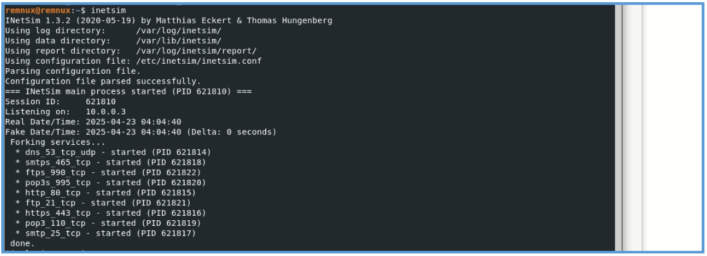 remnux@remnux:~$ inetsim
INetSim 1.3.2 (2020-05-19) by Matthias Eckert & Thomas Hungenberg
Using log directory:      /var/log/inetsim/
Using data directory:     /var/lib/inetsim/
Using report directory:   /var/log/inetsim/report/
Using configuration file: /etc/inetsim/inetsim.conf
Parsing configuration file.
Configuration file parsed successfully.
=== INetSim main process started (PID 621810) ===
Session ID:     621810
Listening on:   10.0.0.3
Real Date/Time: 2025-04-23 04:04:40
Fake Date/Time: 2025-04-23 04:04:40 (Delta: 0 seconds)
 Forking services...
  * dns_53_tcp_udp - started (PID 621814)
  * smtps_465_tcp - started (PID 621818)
  * ftps_990_tcp - started (PID 621822)
  * pop3s_995_tcp - started (PID 621820)
  * http_80_tcp - started (PID 621815)
  * ftp_21_tcp - started (PID 621821)
  * https_443_tcp - started (PID 621816)
  * pop3_110_tcp - started (PID 621819)
  * smtp_25_tcp - started (PID 621817)
 done.